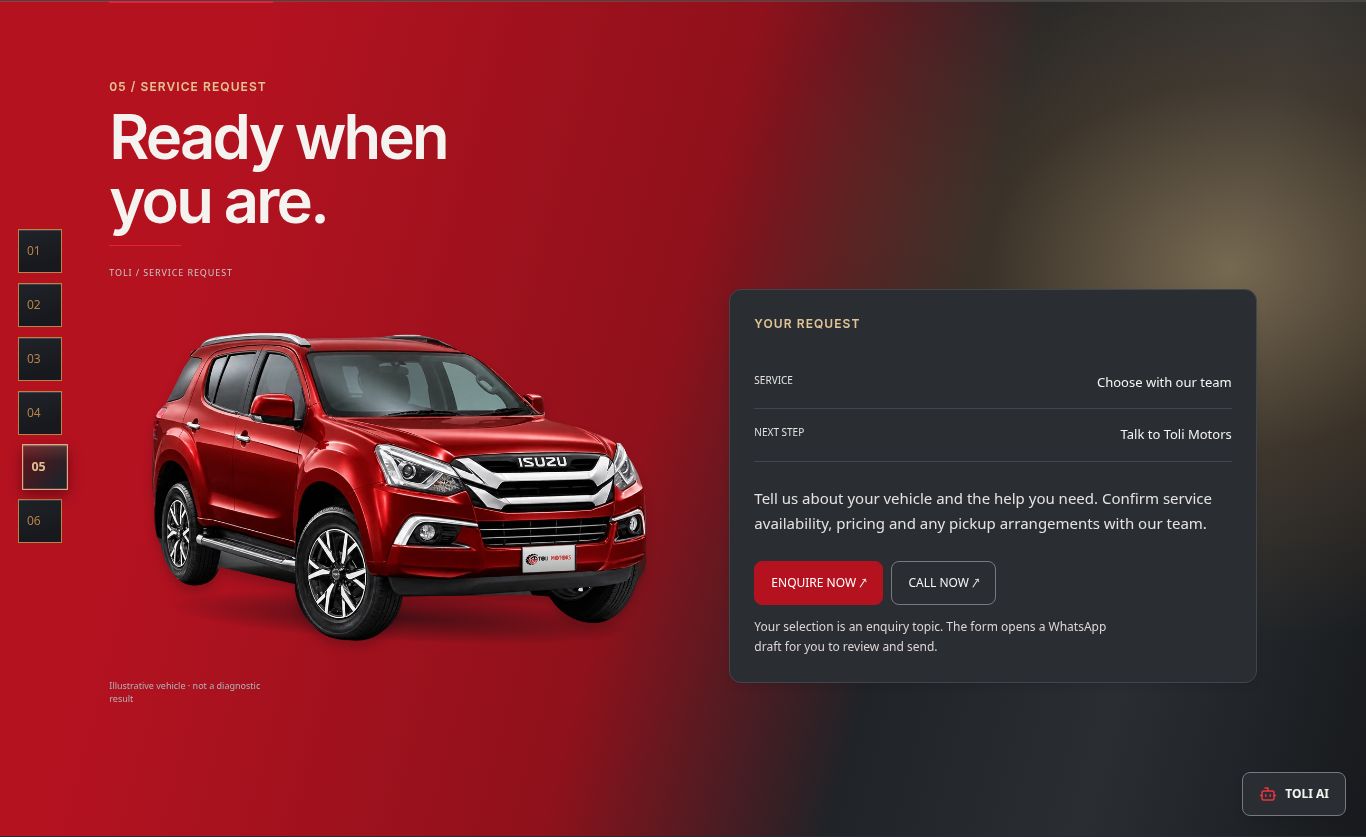 05 / SERVICE REQUEST
Ready when
you are.
TOLI / SERVICE REQUEST
01
02
03
04
05
06
ISUZU
TOLI MOTORS
Illustrative vehicle · not a diagnostic
result
YOUR REQUEST
SERVICE
Choose with our team
NEXT STEP
Talk to Toli Motors
Tell us about your vehicle and the help you need. Confirm service
availability, pricing and any pickup arrangements with our team.
ENQUIRE NOW ↗
CALL NOW ↗
Your selection is an enquiry topic. The form opens a WhatsApp
draft for you to review and send.
TOLI AI